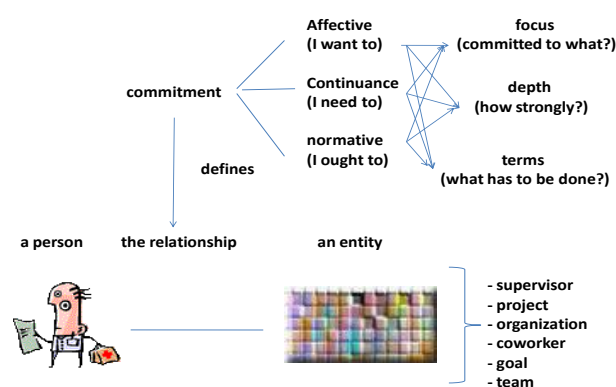 Affective
(I want to)
focus
(committed to what?)
commitment
Continuance
(I need to)
depth
(how strongly?)
normative
(I ought to)
terms
(what has to be done?)
defines
a person
the relationship
an entity
- supervisor
- project
- organization
- coworker
- goal
- team